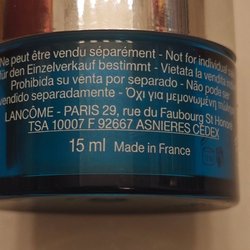 Ne peut être vendu séparément - Not for individual
für den Einzelverkauf bestimmt - Vietata la vendita
Prohibida su venta por separado - Não pode ser
vendido separadamente - Όχι για μεμονωμένη
LANCÔME - PARIS 29, rue du Faubourg St Honoré
TSA 10007 F 92667 ASNIERES CEDEX
15 ml Made in France